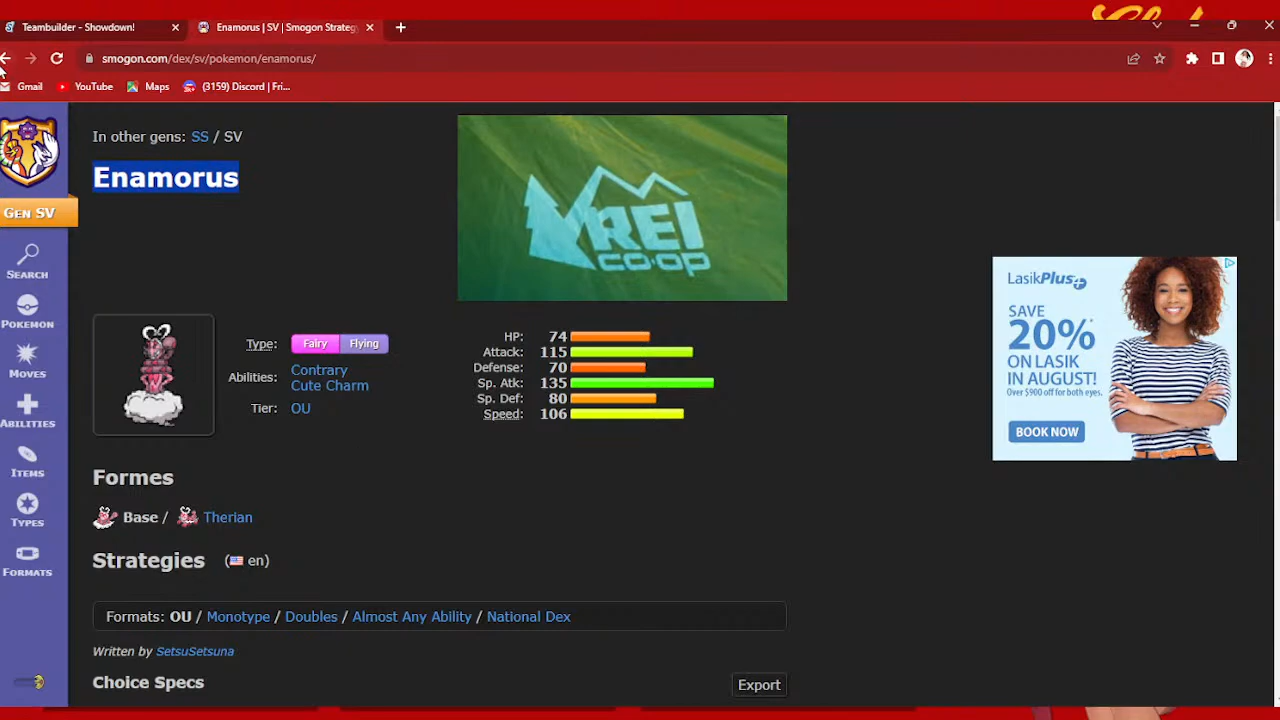 Teambuilder - Showdown!
Enamorus | SV | Smogon Strateg
smogon.com/dex/sv/pokemon/enamorus/
Gmail
YouTube
Maps
(3159) Discord | Fri...
In other gens: SS / SV
Enamorus
GEN SV
SEARCH
POKEMON
MOVES
ABILITIES
ITEMS
TYPES
FORMATS
REI
co·op
Type: Fairy Flying
Abilities: Contrary
Cute Charm
Tier: OU
HP: 74
Attack: 115
Defense: 70
Sp. Atk: 135
Sp. Def: 80
Speed: 106
LasikPlus
SAVE
20%*
ON LASIK
IN AUGUST!
Over $900 off for both eyes.
BOOK NOW
Formes
Base / Therian
Strategies (en)
Formats: OU / Monotype / Doubles / Almost Any Ability / National Dex
Written by SetsuSetsuna
Choice Specs
Export